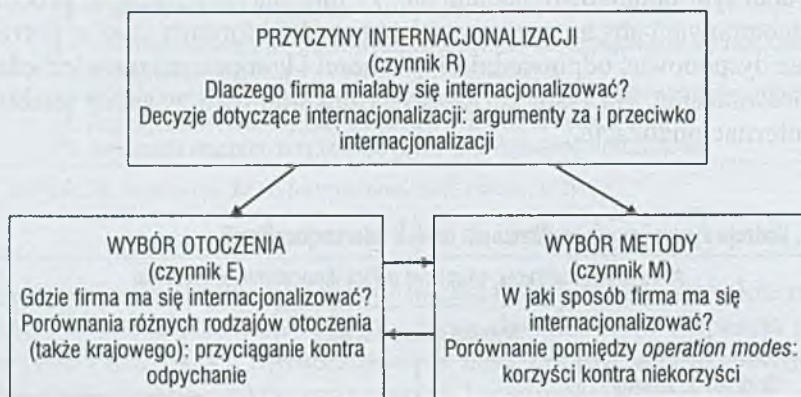 PRZYCZYNY INTERNACJONALIZACJI
(czynnik R)
Dlaczego firma miałaby się internacjonalizować?
Decyzje dotyczące internacjonalizacji: argumenty za i przeciwko
internacjonalizacji
WYBÓR OTOCZENIA
(czynnik E)
Gdzie firma ma się internacjonalizować?
Porównania różnych rodzajów otoczenia
(także krajowego): przyciąganie kontra
odpychanie
WYBÓR METODY
(czynnik M)
W jaki sposób firma ma się
internacjonalizować?
Porównanie pomiędzy operation modes:
korzyści kontra niekorzyści